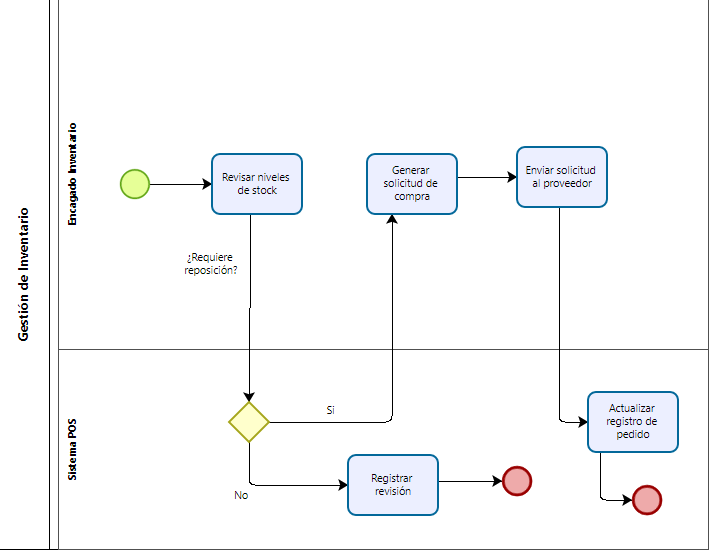 Gestión de Inventario
Encagado Inventario
Revisar niveles
de stock
Generar
solicitud de
compra
Enviar solicitud
al proveedor
¿Requiere
reposición?
Sistema POS
Si
No
Registrar
revisión
Actualizar
registro de
pedido